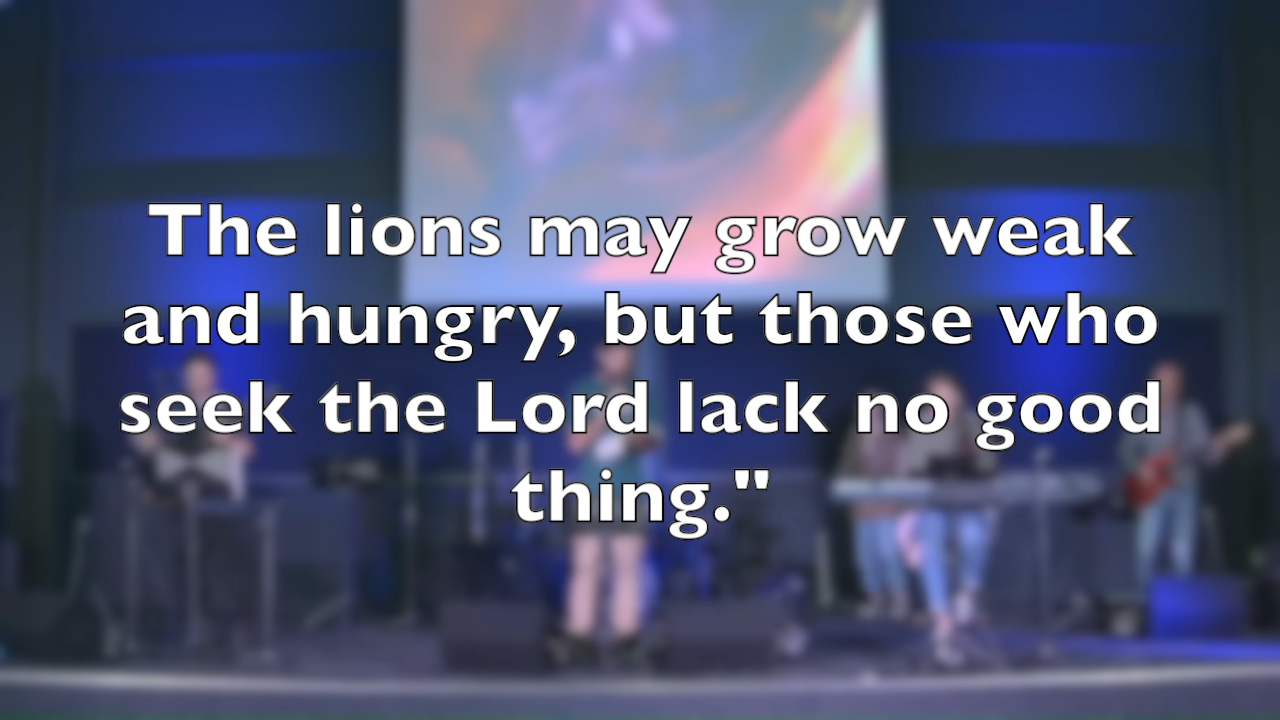 The lions may grow weak
and hungry, but those who
seek the Lord lack no good
thing."